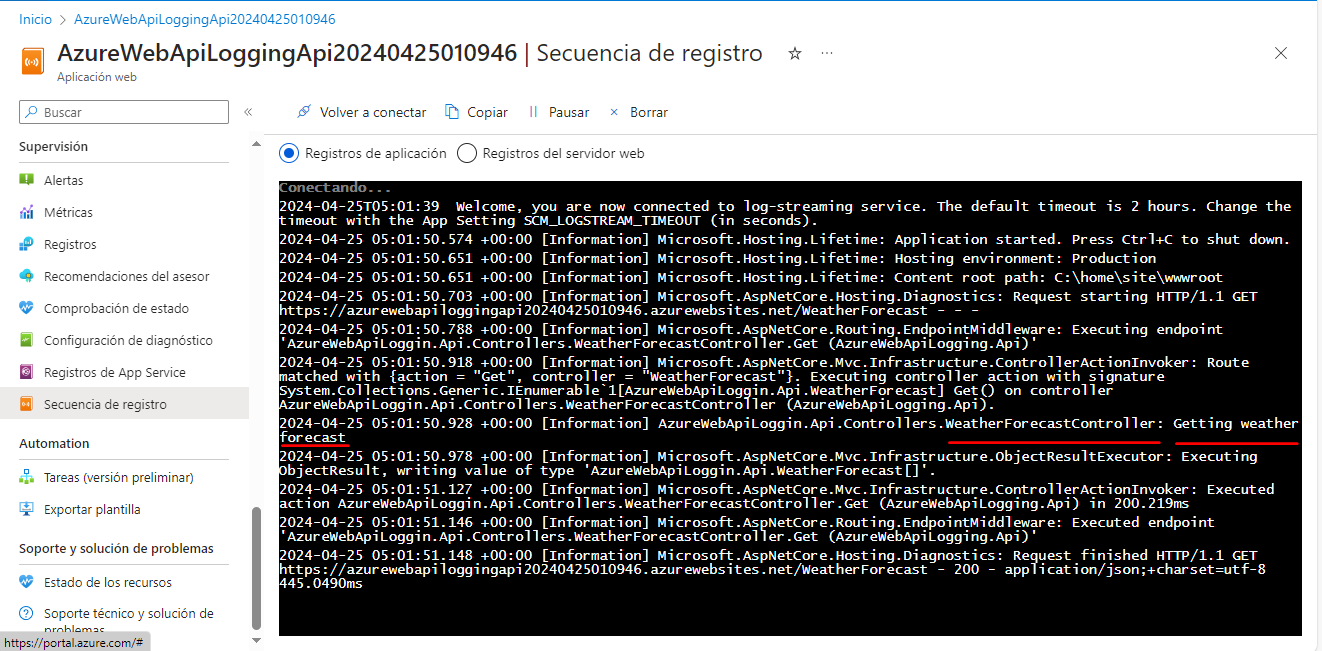 Inicio > AzureWebApiLoggingApi20240425010946
AzureWebApiLoggingApi20240425010946 | Secuencia de registro ☆ ...
Aplicación web
Buscar
«
Volver a conectar Copiar Pausar Borrar
Supervisión
Alertas
Métricas
Registros
Recomendaciones del asesor
Comprobación de estado
Configuración de diagnóstico
Registros de App Service
Secuencia de registro
Automation
Tareas (versión preliminar)
Exportar plantilla
Soporte y solución de problemas
Estado de los recursos
Soporte técnico y solución de
problemas
https://portal.azure.com/#
Registros de aplicación Registros del servidor web
Conectando...
2024-04-25T05:01:39 Welcome, you are now connected to log-streaming service. The default timeout is 2 hours. Change the
timeout with the App Setting SCM_LOGSTREAM_TIMEOUT (in seconds).
2024-04-25 05:01:50.574 +00:00 [Information] Microsoft.Hosting.Lifetime: Application started. Press Ctrl+C to shut down.
2024-04-25 05:01:50.651 +00:00 [Information] Microsoft.Hosting.Lifetime: Hosting environment: Production
2024-04-25 05:01:50.651 +00:00 [Information] Microsoft.Hosting.Lifetime: Content root path: C:\home\site\wwwroot
2024-04-25 05:01:50.703 +00:00 [Information] Microsoft.AspNetCore.Hosting.Diagnostics: Request starting HTTP/1.1 GET
https://azurewebapiloggingapi20240425010946.azurewebsites.net/WeatherForecast - - -
2024-04-25 05:01:50.788 +00:00 [Information] Microsoft.AspNetCore.Routing.EndpointMiddleware: Executing endpoint
'AzureWebApiLoggin.Api.Controllers.WeatherForecastController.Get (AzureWebApiLogging.Api)'
2024-04-25 05:01:50.918 +00:00 [Information] Microsoft.AspNetCore.Mvc.Infrastructure.ControllerActionInvoker: Route
matched with {action = "Get", controller = "WeatherForecast"}. Executing controller action with signature
System.Collections.Generic.IEnumerable`1[AzureWebApiLoggin.Api.WeatherForecast] Get() on controller
AzureWebApiLoggin.Api.Controllers.WeatherForecastController (AzureWebApiLogging.Api).
2024-04-25 05:01:50.928 +00:00 [Information] AzureWebApiLoggin.Api.Controllers.WeatherForecastController: Getting weather
forecast
2024-04-25 05:01:50.978 +00:00 [Information] Microsoft.AspNetCore.Mvc.Infrastructure.ObjectResultExecutor: Executing
ObjectResult, writing value of type 'AzureWebApiLoggin.Api.WeatherForecast[]'.
2024-04-25 05:01:51.127 +00:00 [Information] Microsoft.AspNetCore.Mvc.Infrastructure.ControllerActionInvoker: Executed
action AzureWebApiLoggin.Api.Controllers.WeatherForecastController.Get (AzureWebApiLogging.Api) in 200.219ms
2024-04-25 05:01:51.146 +00:00 [Information] Microsoft.AspNetCore.Routing.EndpointMiddleware: Executed endpoint
'AzureWebApiLoggin.Api.Controllers.WeatherForecastController.Get (AzureWebApiLogging.Api)'
2024-04-25 05:01:51.148 +00:00 [Information] Microsoft.AspNetCore.Hosting.Diagnostics: Request finished HTTP/1.1 GET
https://azurewebapiloggingapi20240425010946.azurewebsites.net/WeatherForecast - 200 - application/json;+charset=utf-8
445.0490ms